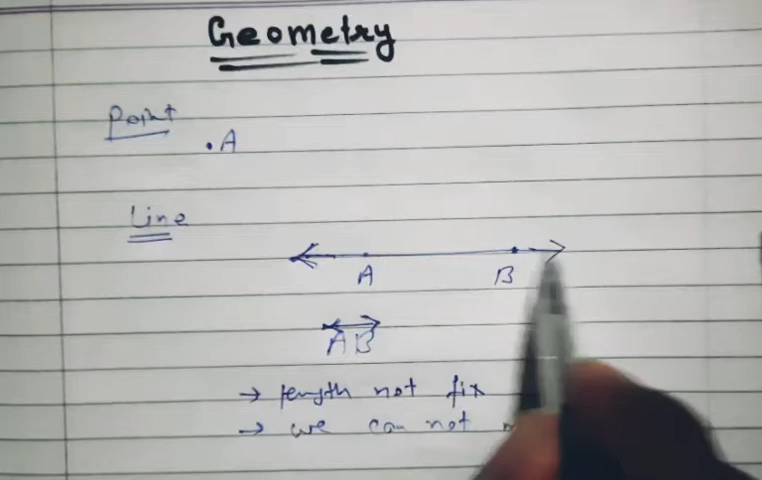 Geometry
Point
.A
Line
A B
AB
→ length not fix
→ we can not